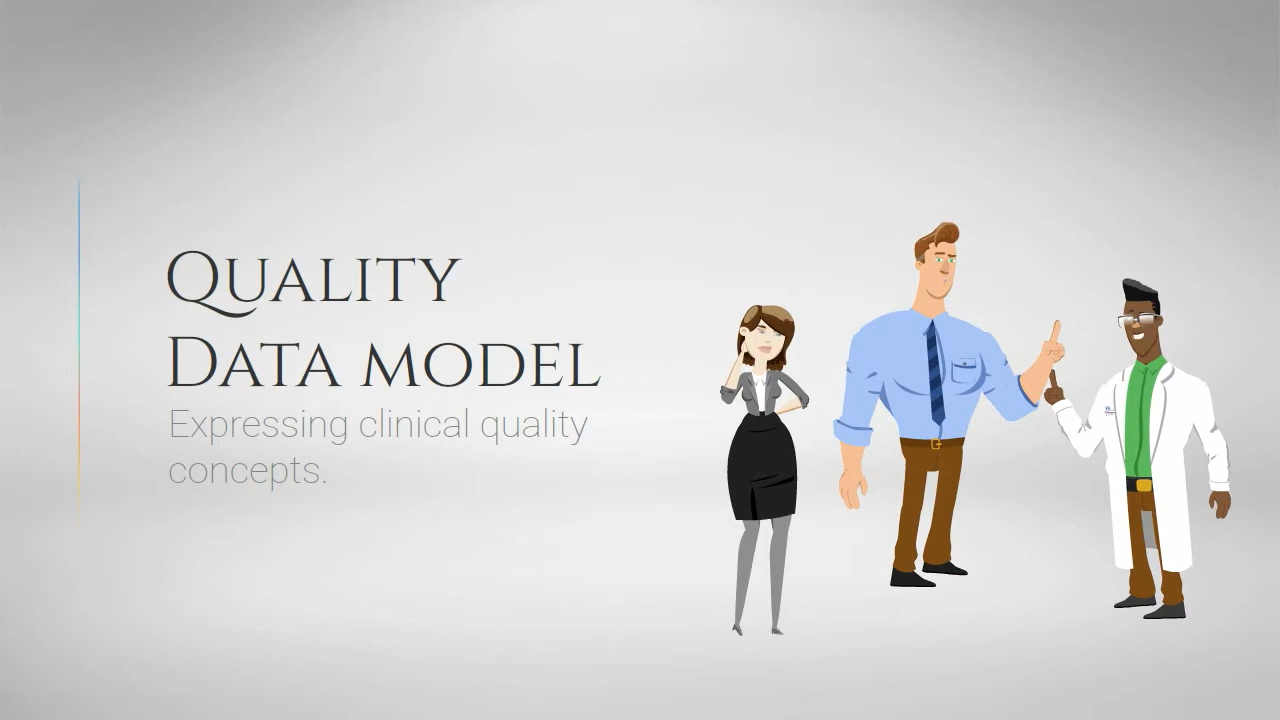 Quality
Data model
Expressing clinical quality
concepts.